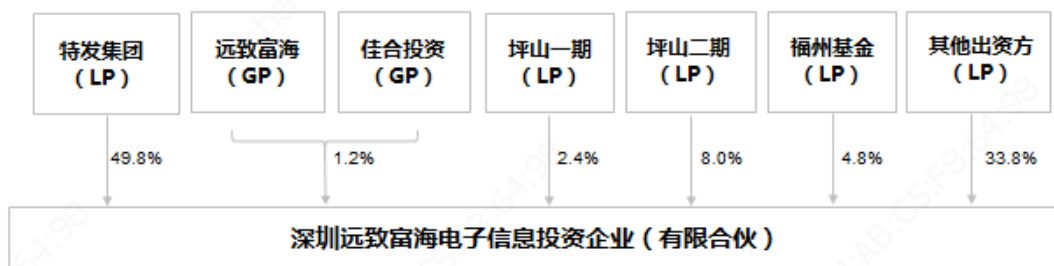 特发集团
（LP）
远致富海
（GP）
佳合投资
（GP）
坪山一期
（LP）
坪山二期
（LP）
福州基金
（LP）
其他出资方
（LP）
49.8%
1.2%
2.4%
8.0%
4.8%
33.8%
深圳远致富海电子信息投资企业（有限合伙）